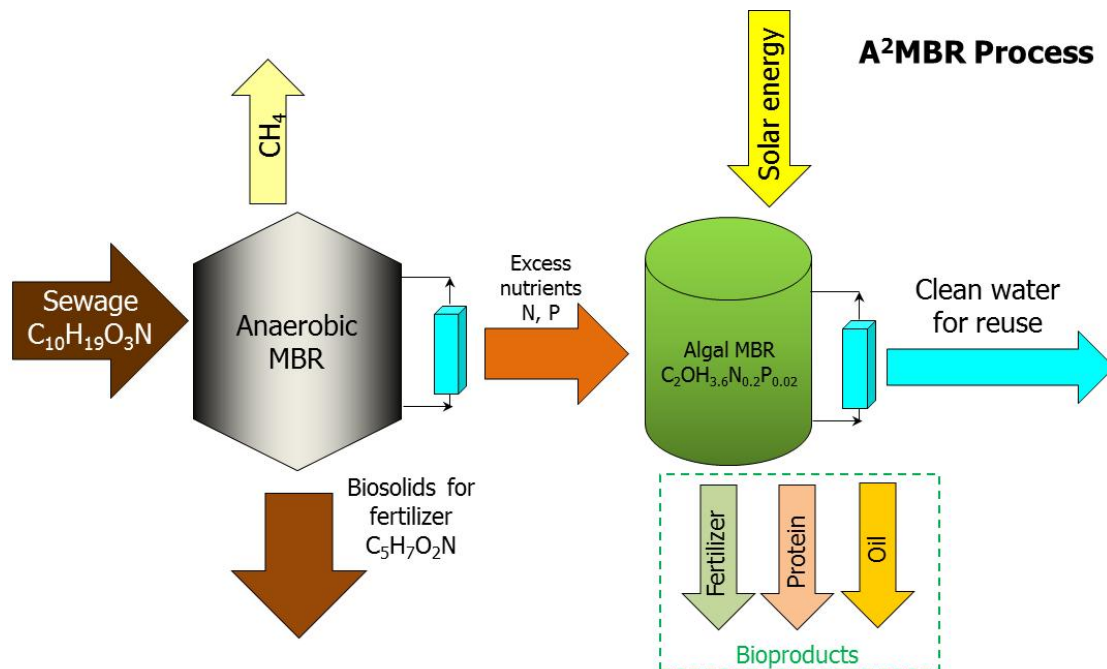 A²MBR Process
CH₄
Solar energy
Sewage
C₁₀H₁₉O₃N
Anaerobic
MBR
Excess
nutrients
N, P
Algal MBR
C₂OH₃.₆N₀.₂P₀.₀₂
Clean water
for reuse
Biosolids for
fertilizer
C₅H₇O₂N
Fertilizer
Protein
Oil
Bioproducts